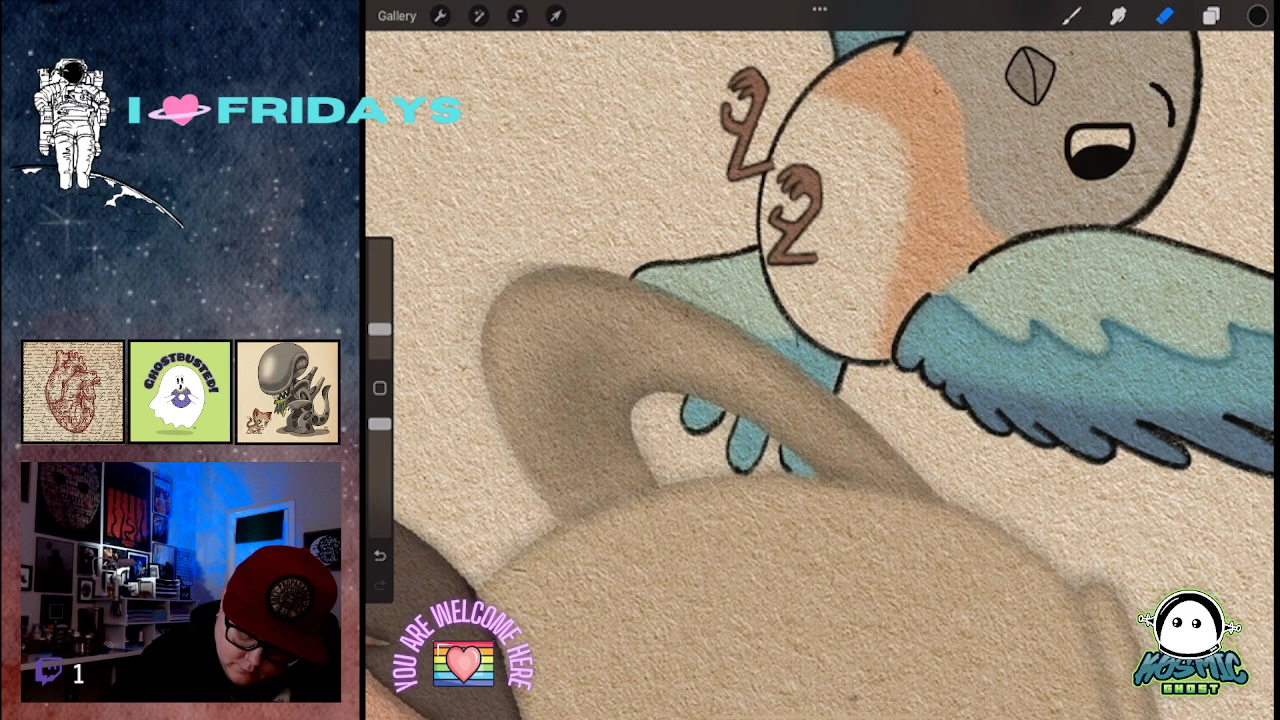 Gallery
I FRIDAYS
GHOSTBUSTED!
1
YOU ARE WELCOME HERE
KOSMIC
GHOST